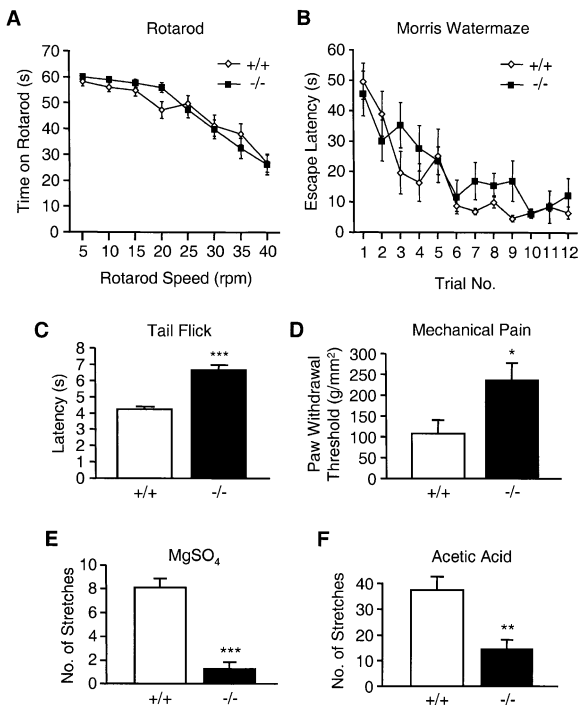 A
Rotarod
Time on Rotarod (s)
70
60
50
40
30
20
10
0
+/+
-/-
5 10 15 20 25 30 35 40
Rotarod Speed (rpm)
B
Morris Watermaze
Escape Latency (s)
60
50
40
30
20
10
0
+/+
-/-
1 2 3 4 5 6 7 8 9 10 11 12
Trial No.
C
Tail Flick
Latency (s)
8
7
6
5
4
3
2
1
0
***
+/+ -/-
D
Mechanical Pain
Paw Withdrawal
Threshold (g/mm²)
300
250
200
150
100
50
0
*
+/+ -/-
E
MgSO₄
No. of Stretches
10
8
6
4
2
0
***
+/+ -/-
F
Acetic Acid
No. of Stretches
50
40
30
20
10
0
**
+/+ -/-